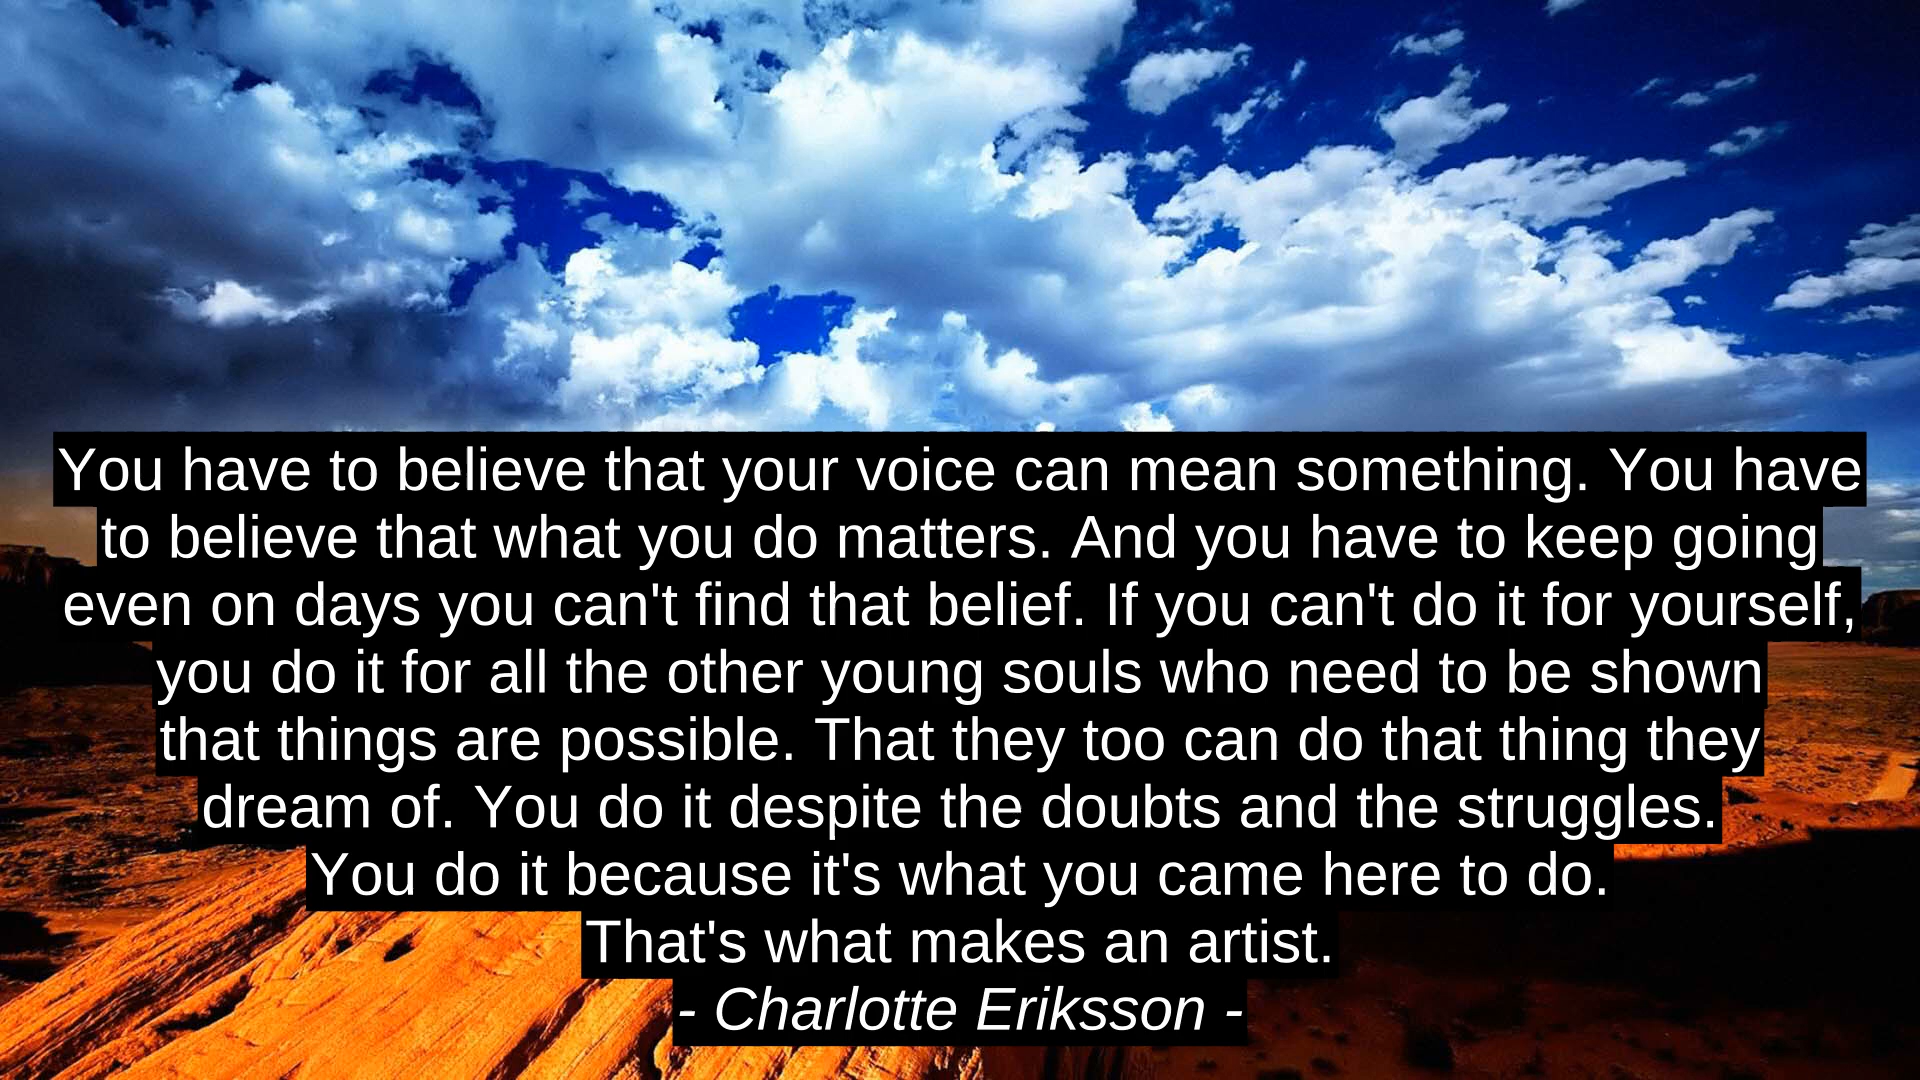 You have to believe that your voice can mean something. You have
to believe that what you do matters. And you have to keep going
even on days you can't find that belief. If you can't do it for yourself,
you do it for all the other young souls who need to be shown
that things are possible. That they too can do that thing they
dream of. You do it despite the doubts and the struggles.
You do it because it's what you came here to do.
That's what makes an artist.
- Charlotte Eriksson -